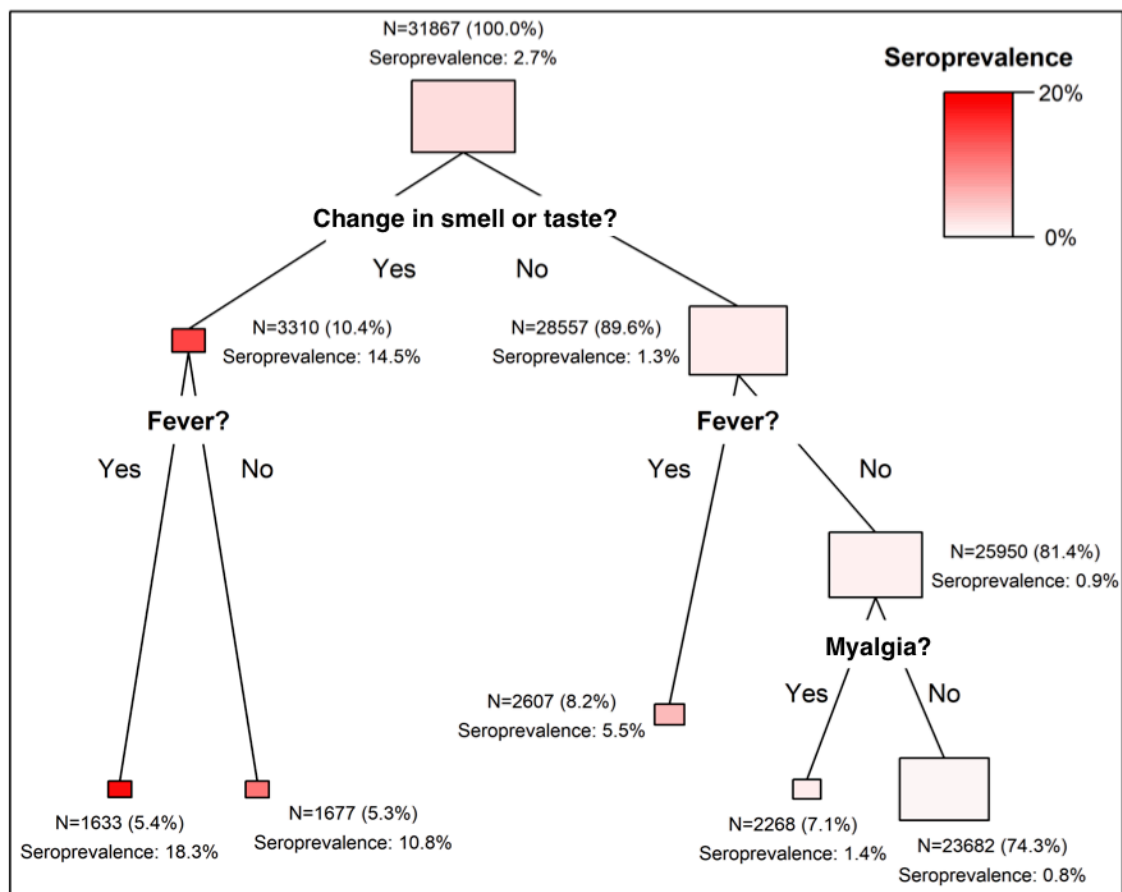 N=31867 (100.0%)
Seroprevalence: 2.7%
Seroprevalence
20%
0%
Change in smell or taste?
Yes
No
N=3310 (10.4%)
Seroprevalence: 14.5%
N=28557 (89.6%)
Seroprevalence: 1.3%
Fever?
Yes
No
Fever?
Yes
No
N=25950 (81.4%)
Seroprevalence: 0.9%
Myalgia?
Yes
No
N=2607 (8.2%)
Seroprevalence: 5.5%
N=1633 (5.4%)
Seroprevalence: 18.3%
N=1677 (5.3%)
Seroprevalence: 10.8%
N=2268 (7.1%)
Seroprevalence: 1.4%
N=23682 (74.3%)
Seroprevalence: 0.8%